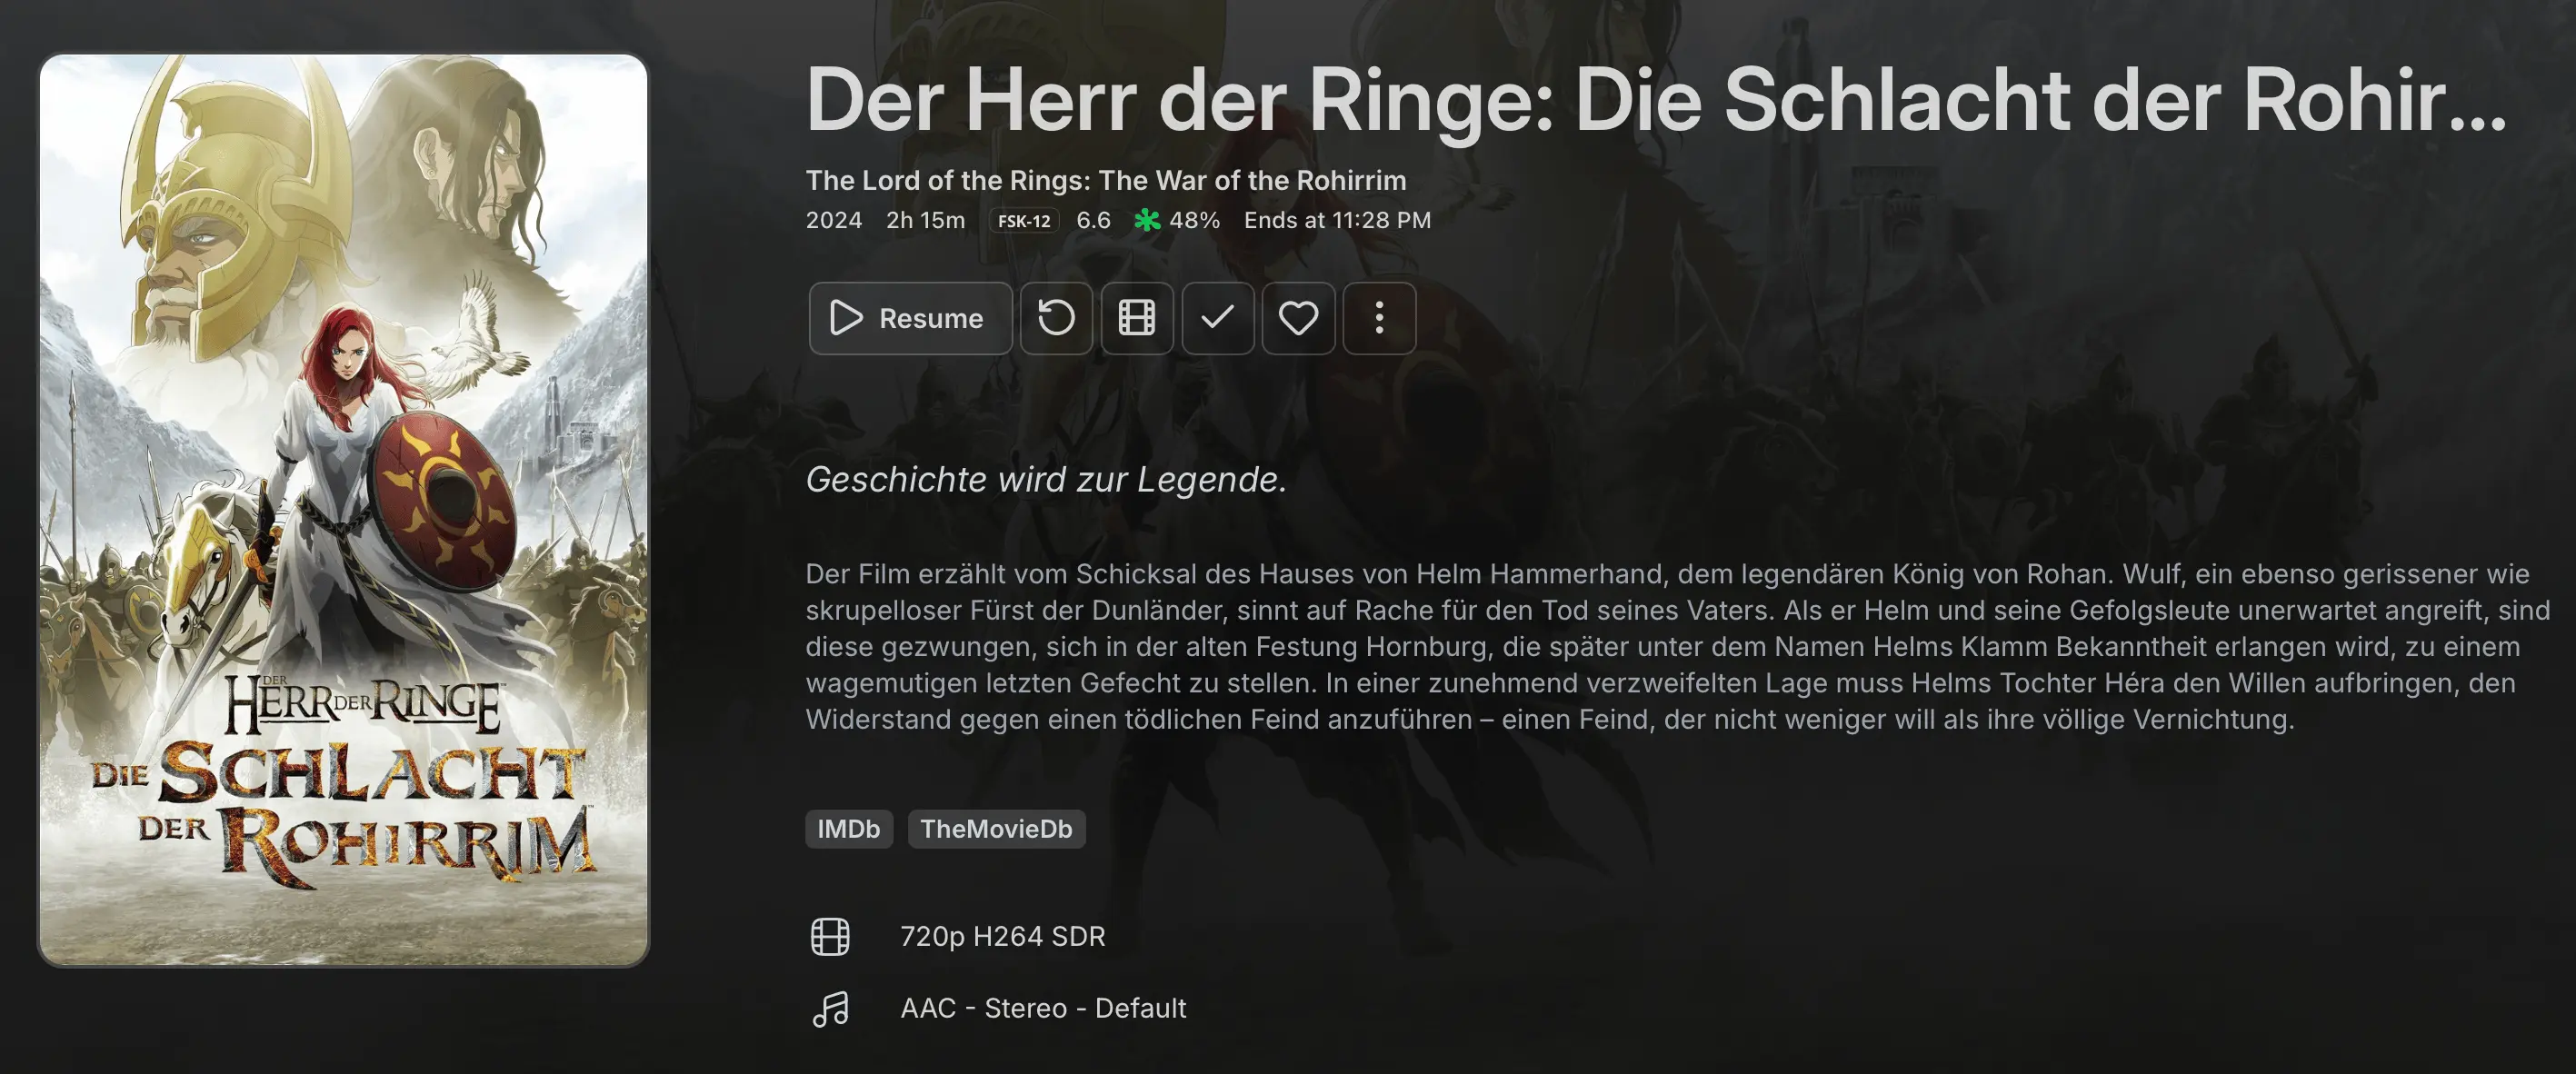 DER
HERR DER RINGE
DIE SCHLACHT
DER ROHIRRIM
Der Herr der Ringe: Die Schlacht der Rohir...
The Lord of the Rings: The War of the Rohirrim
2024 2h 15m FSK-12 6.6 48% Ends at 11:28 PM
Resume
Geschichte wird zur Legende.
Der Film erzählt vom Schicksal des Hauses von Helm Hammerhand, dem legendären König von Rohan. Wulf, ein ebenso gerissener wie
skrupelloser Fürst der Dunländer, sinnt auf Rache für den Tod seines Vaters. Als er Helm und seine Gefolgsleute unerwartet angreift, sind
diese gezwungen, sich in der alten Festung Hornburg, die später unter dem Namen Helms Klamm Bekanntheit erlangen wird, zu einem
wagemutigen letzten Gefecht zu stellen. In einer zunehmend verzweifelten Lage muss Helms Tochter Héra den Willen aufbringen, den
Widerstand gegen einen tödlichen Feind anzuführen – einen Feind, der nicht weniger will als ihre völlige Vernichtung.
IMDb TheMovieDb
720p H264 SDR
AAC - Stereo - Default